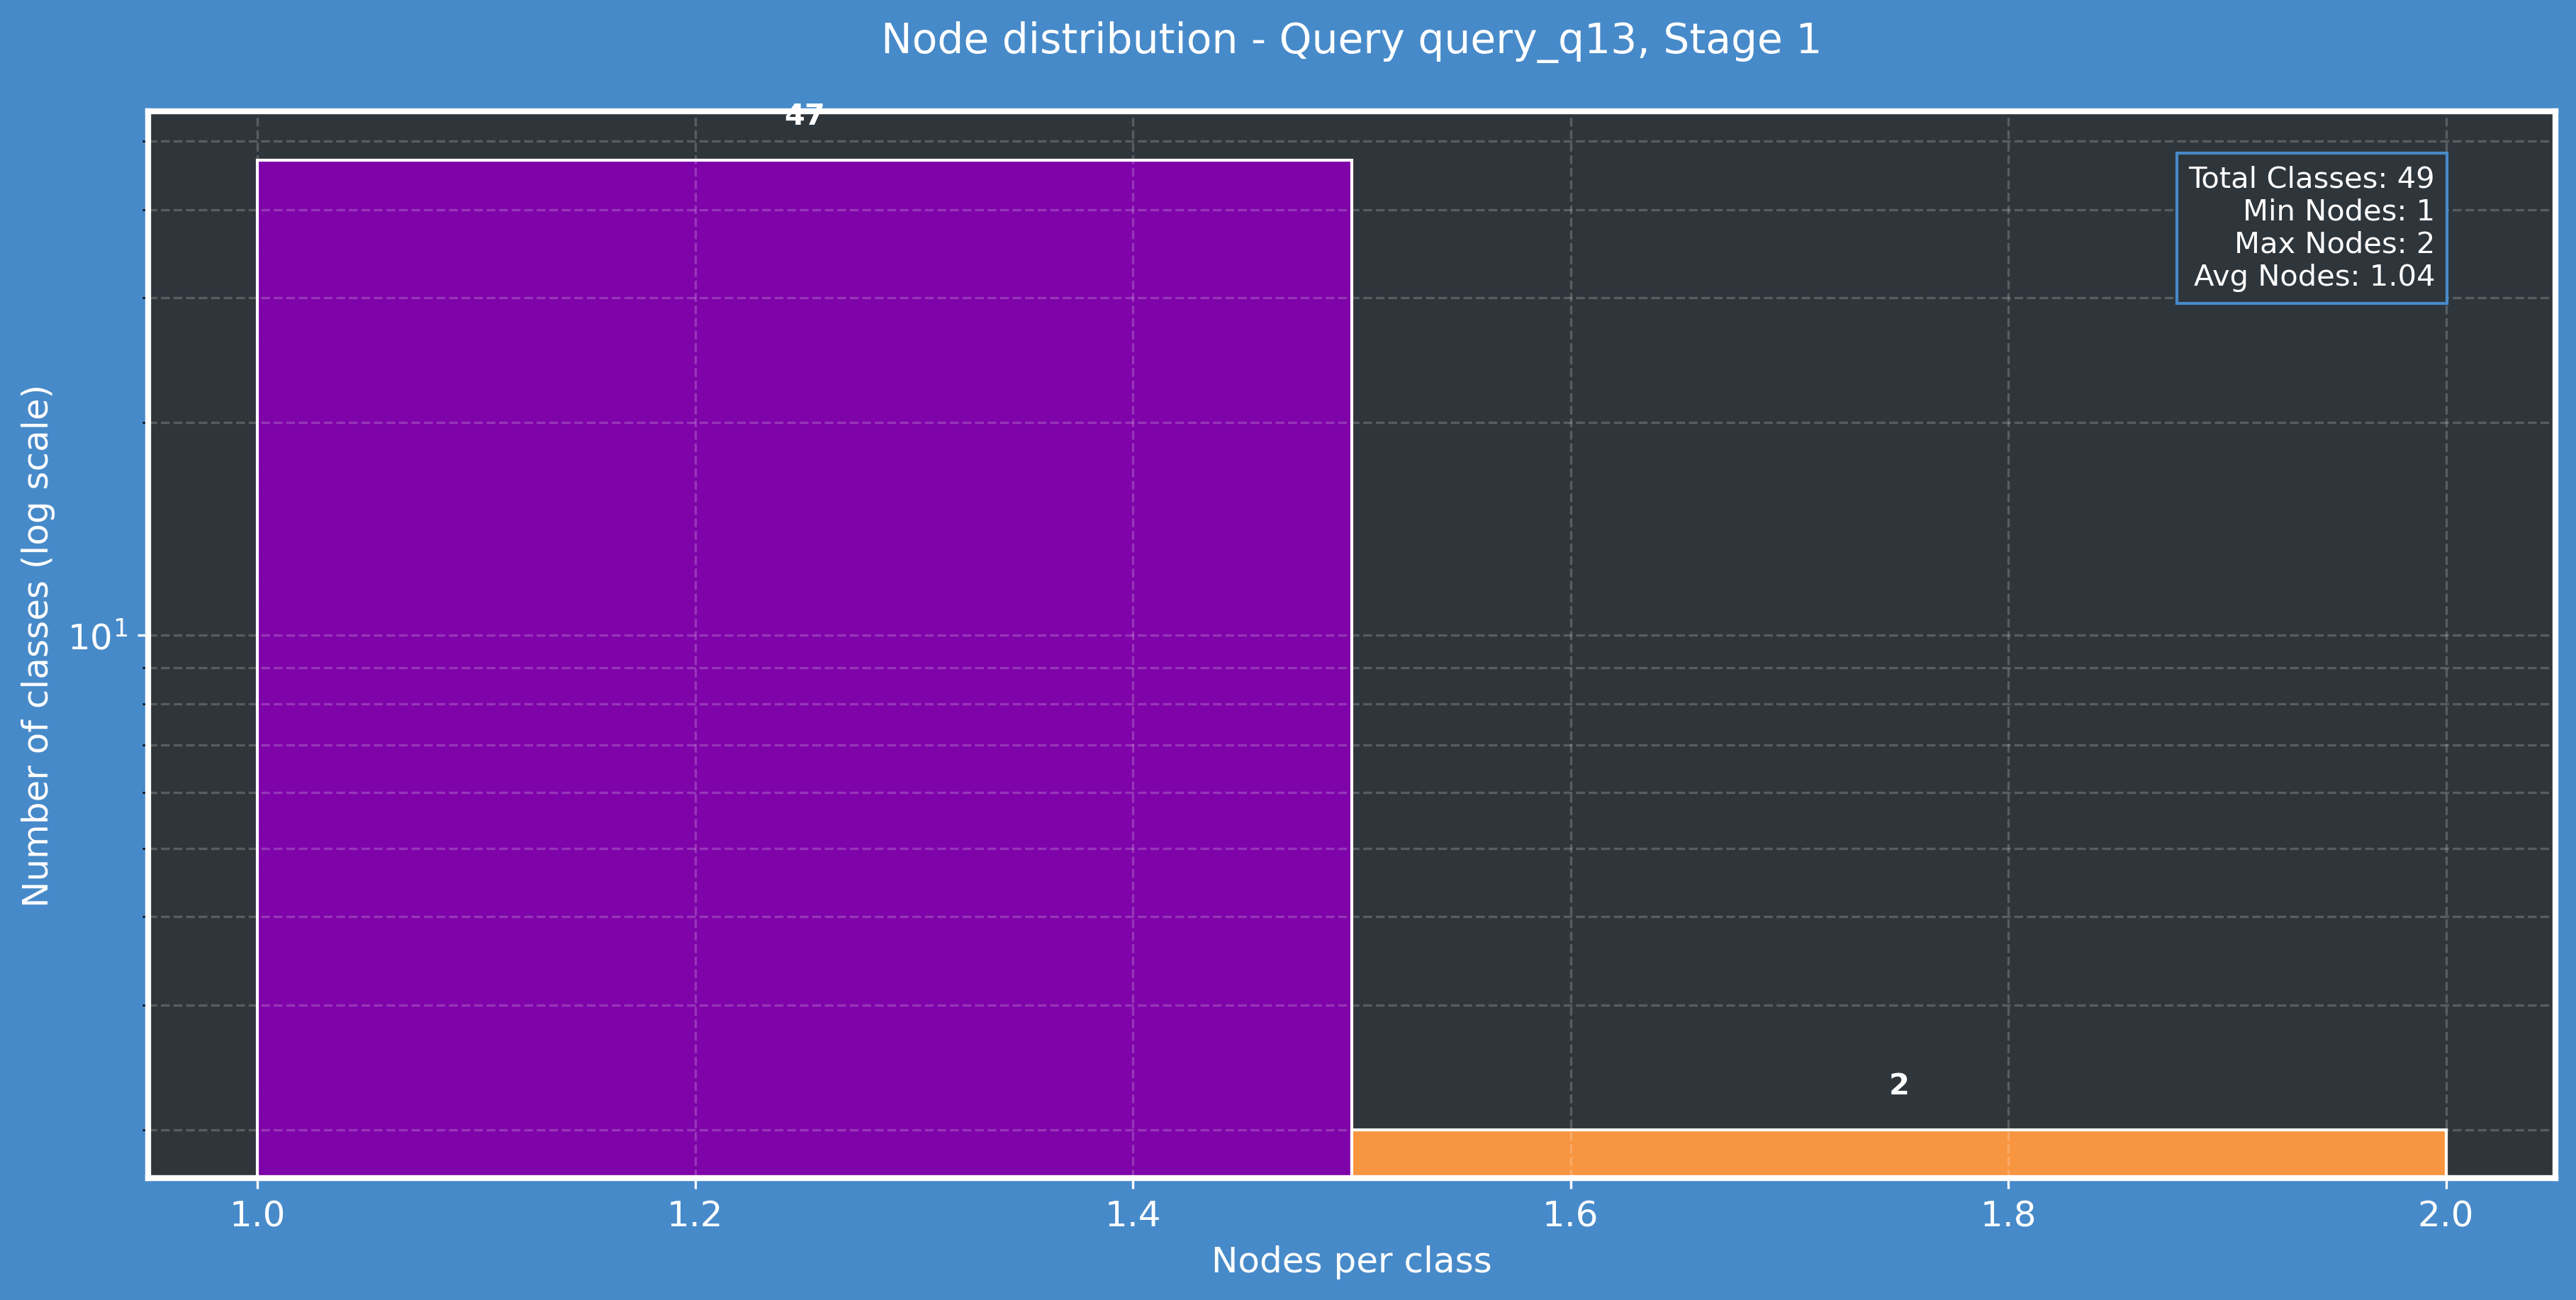 Node distribution - Query query_q13, Stage 1
47
Total Classes: 49
Min Nodes: 1
Max Nodes: 2
Avg Nodes: 1.04
Number of classes (log scale)
10¹
2
1.0 1.2 1.4 1.6 1.8 2.0
Nodes per class